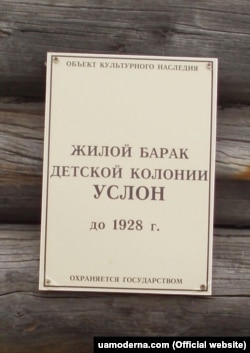 ОБЪЕКТ КУЛЬТУРНОГО НАСЛЕДИЯ
ЖИЛОЙ БАРАК
ДЕТСКОЙ КОЛОНИИ
УСЛОН
до 1928 г.
ОХРАНЯЕТСЯ ГОСУДАРСТВОМ
uamoderna.com (Official website)